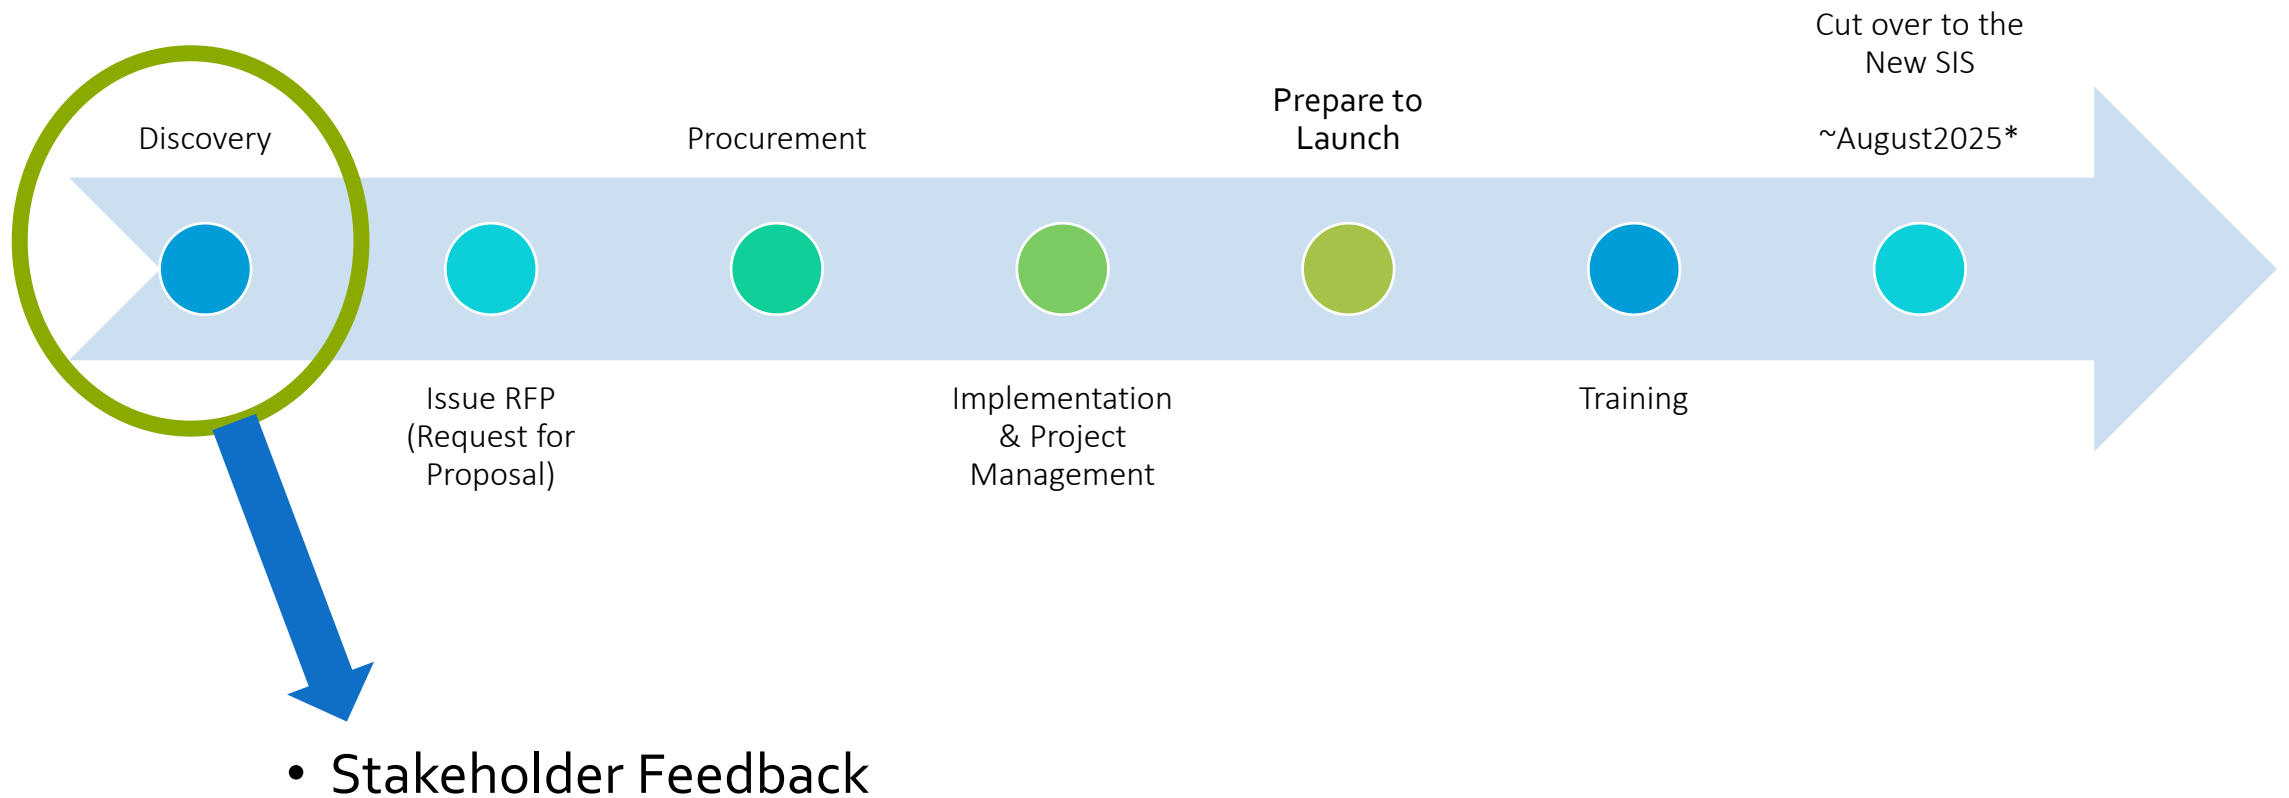 Discovery
Issue RFP
(Request for
Proposal)
Procurement
Implementation
& Project
Management
Prepare to
Launch
Training
Cut over to the
New SIS
~August2025*
• Stakeholder Feedback